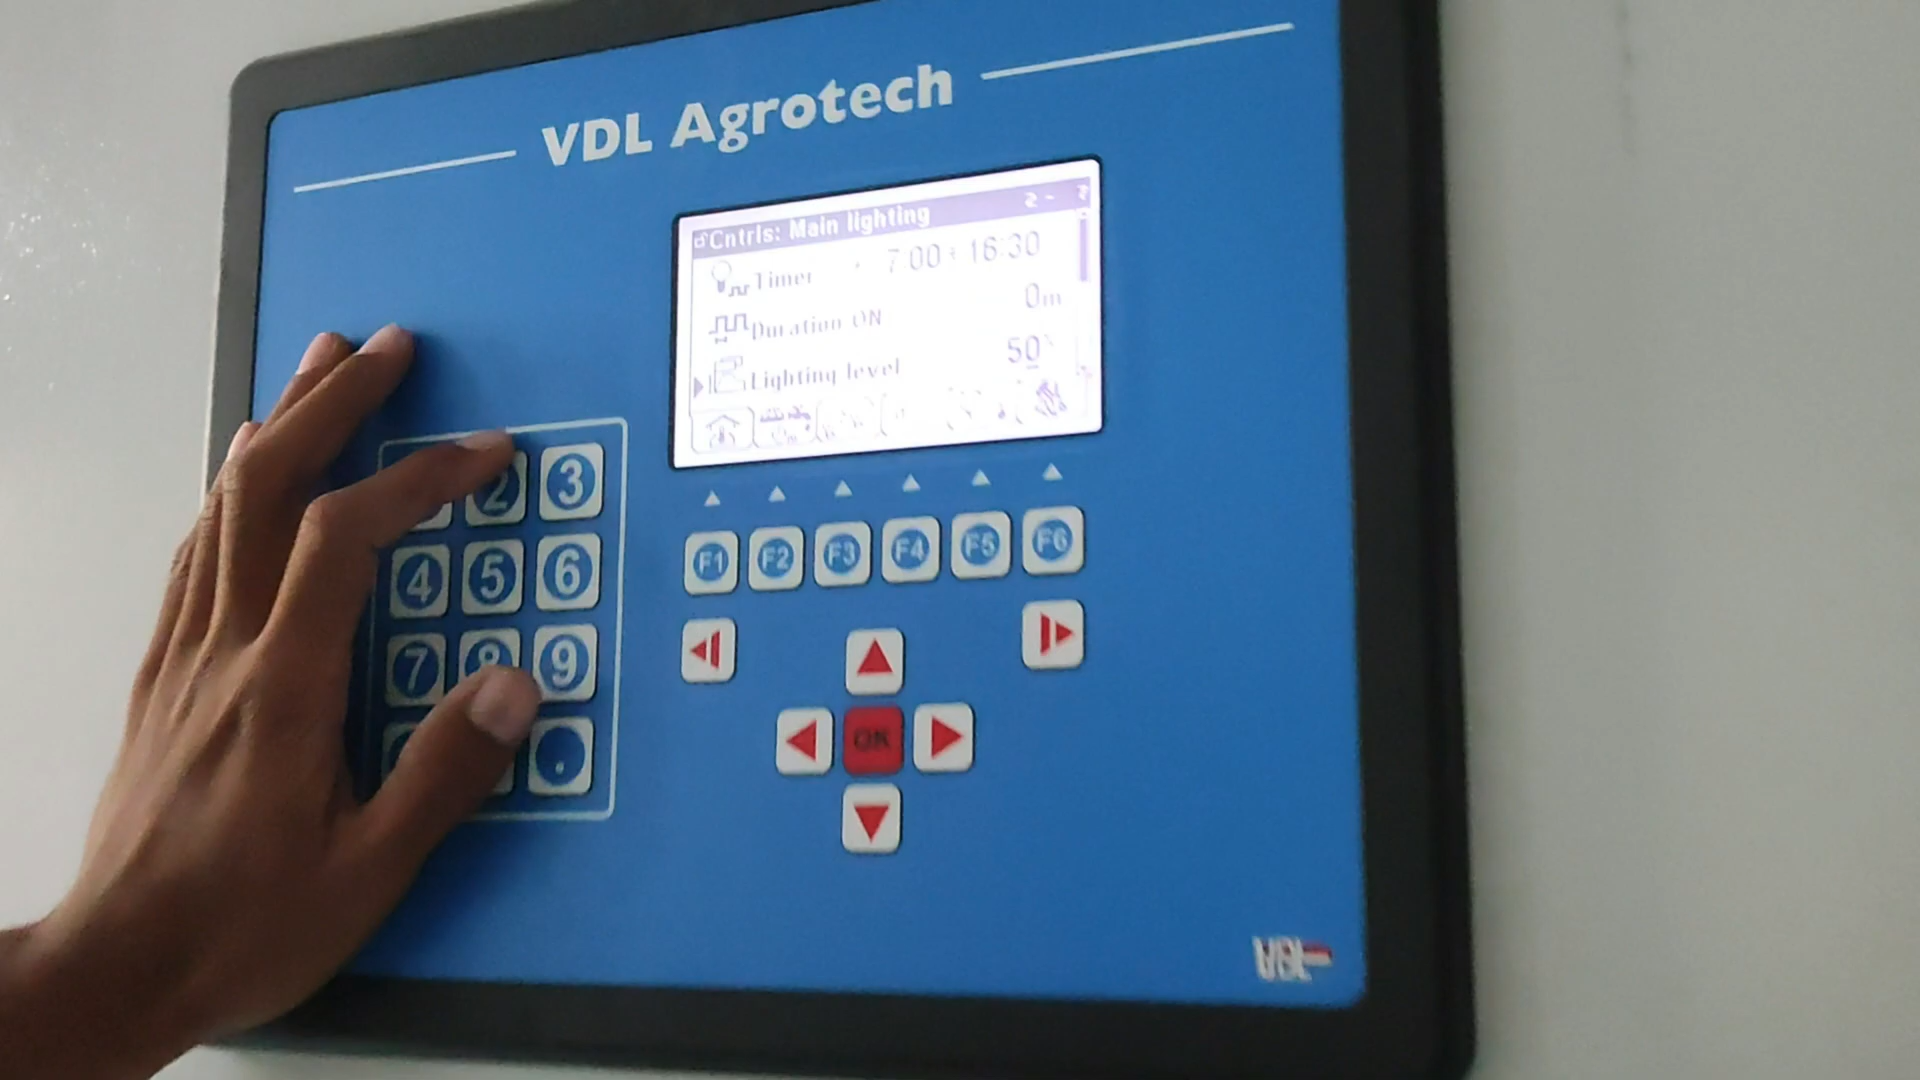 VDL Agrotech
Cntrls: Main lighting
Timer 7:00 - 16:30
Duration ON 0m
Lighting level 50%
2 3
4 5 6
7 8 9
.
F1 F2 F3 F4 F5 F6
OK
VDL